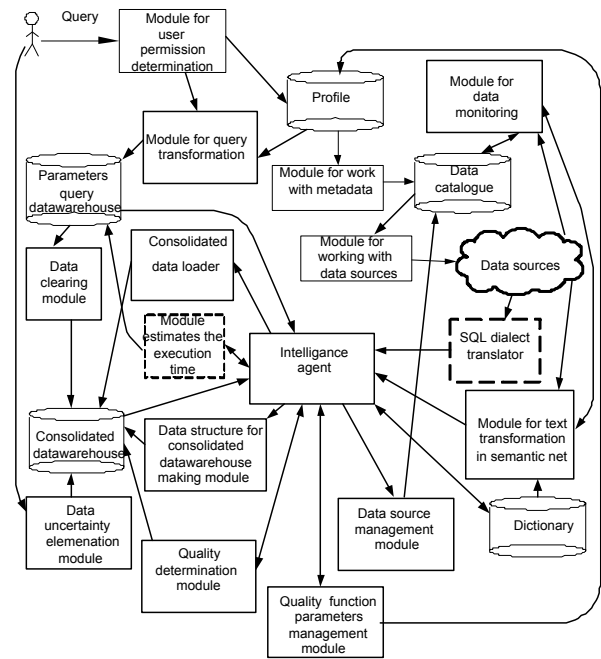 Query
Module for
user
permission
determination
Profile
Module for
data
monitoring
Module for query
transformation
Parameters
query
datawarehouse
Module for work
with metadata
Data
catalogue
Data
clearing
module
Consolidated
data loader
Module for
working with
data sources
Data sources
Module
estimates the
execution
time
Intelligance
agent
SQL dialect
translator
Consolidated
datawarehouse
Data structure for
consolidated
datawarehouse
making module
Module for text
transformation
in semantic net
Data
uncertainty
elemenation
module
Quality
determination
module
Data source
management
module
Dictionary
Quality function
parameters
management
module